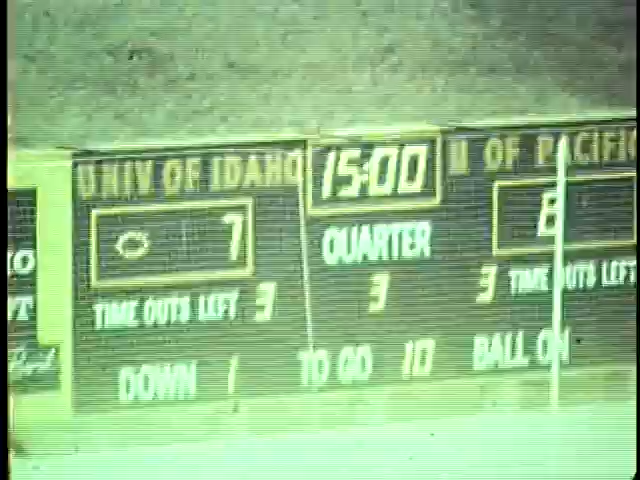 UNIV OF IDAHO 15:00 U OF PACIFIC
7
QUARTER
TIME OUTS LEFT 3 3 3 TIME OUTS LEFT
DOWN 1 TO GO 10 BALL ON